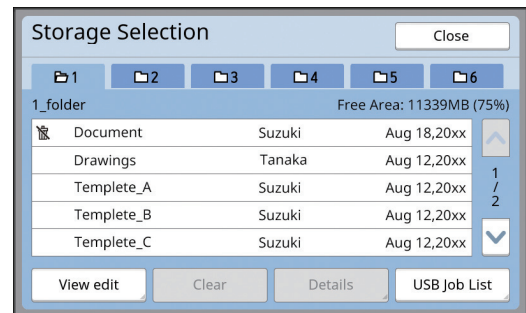 Storage Selection Close
1 2 3 4 5 6
1_folder Free Area: 11339MB (75%)
Document Suzuki Aug 18,20xx
Drawings Tanaka Aug 12,20xx
Templete_A Suzuki Aug 12,20xx
Templete_B Suzuki Aug 12,20xx
Templete_C Suzuki Aug 12,20xx
1
/
2
View edit Clear Details USB Job List